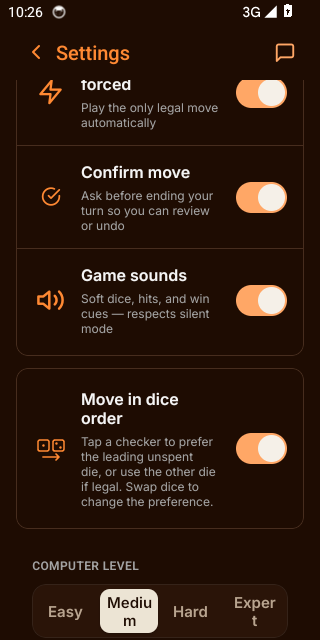 10:26
3G
Settings
forced
Play the only legal move
automatically
Confirm move
Ask before ending your
turn so you can review
or undo
Game sounds
Soft dice, hits, and win
cues — respects silent
mode
Move in dice
order
Tap a checker to prefer
the leading unspent
die, or use the other die
if legal. Swap dice to
change the preference.
COMPUTER LEVEL
Easy
Mediu
m
Hard
Exper
t